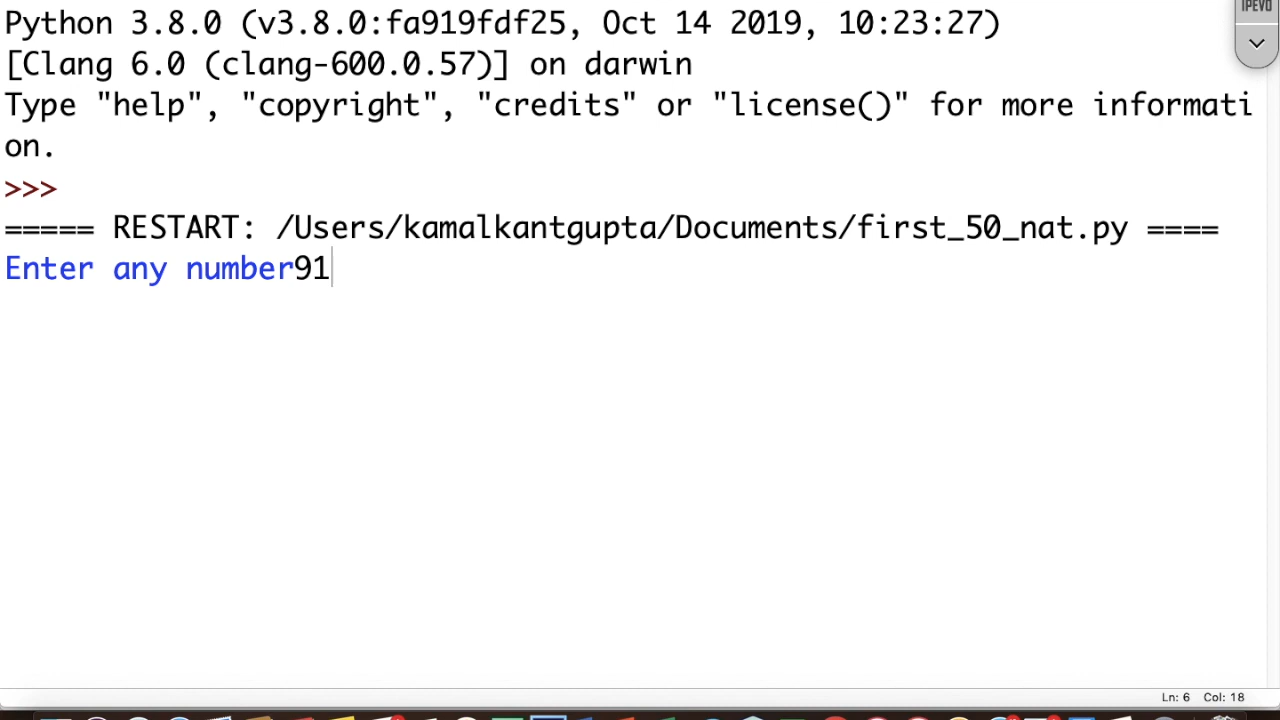 Python 3.8.0 (v3.8.0:fa919fdf25, Oct 14 2019, 10:23:27)
[Clang 6.0 (clang-600.0.57)] on darwin
Type "help", "copyright", "credits" or "license()" for more informati
on.
>>>
===== RESTART: /Users/kamalkantgupta/Documents/first_50_nat.py ====
Enter any number91
IPEVO
Ln: 6 Col: 18